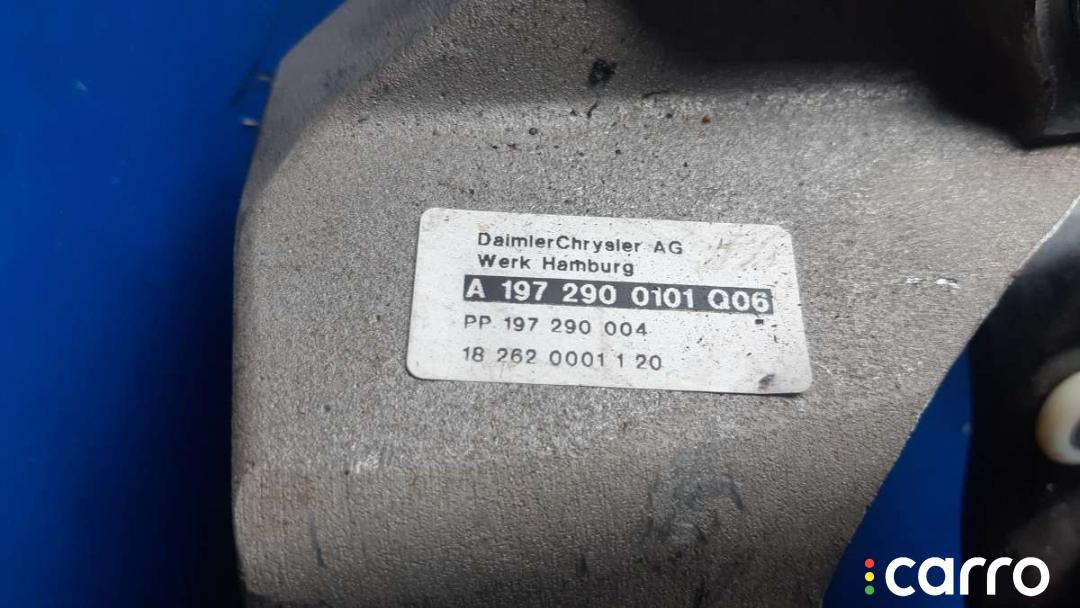 DaimlerChrysler AG
Werk Hamburg
A 197 290 0101 Q06
PP 197 290 004
18 262 0001 1 20
carro